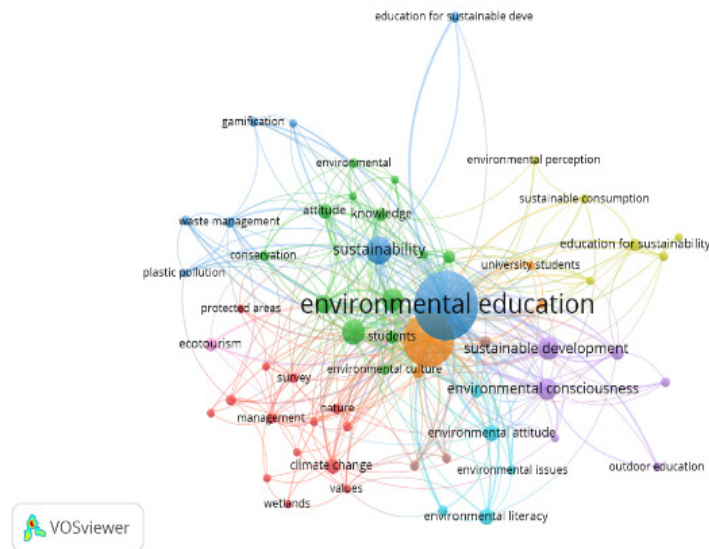 education for sustainable deve
gamification
environmental
environmental perception
sustainable consumption
attitude
knowledge
waste management
sustainability
education for sustainability
conservation
university students
plastic pollution
environmental education
protected areas
students
ecotourism
sustainable development
environmental culture
survey
environmental consciousness
nature
management
environmental attitude
climate change
environmental issues
outdoor education
values
wetlands
environmental literacy
VOSviewer